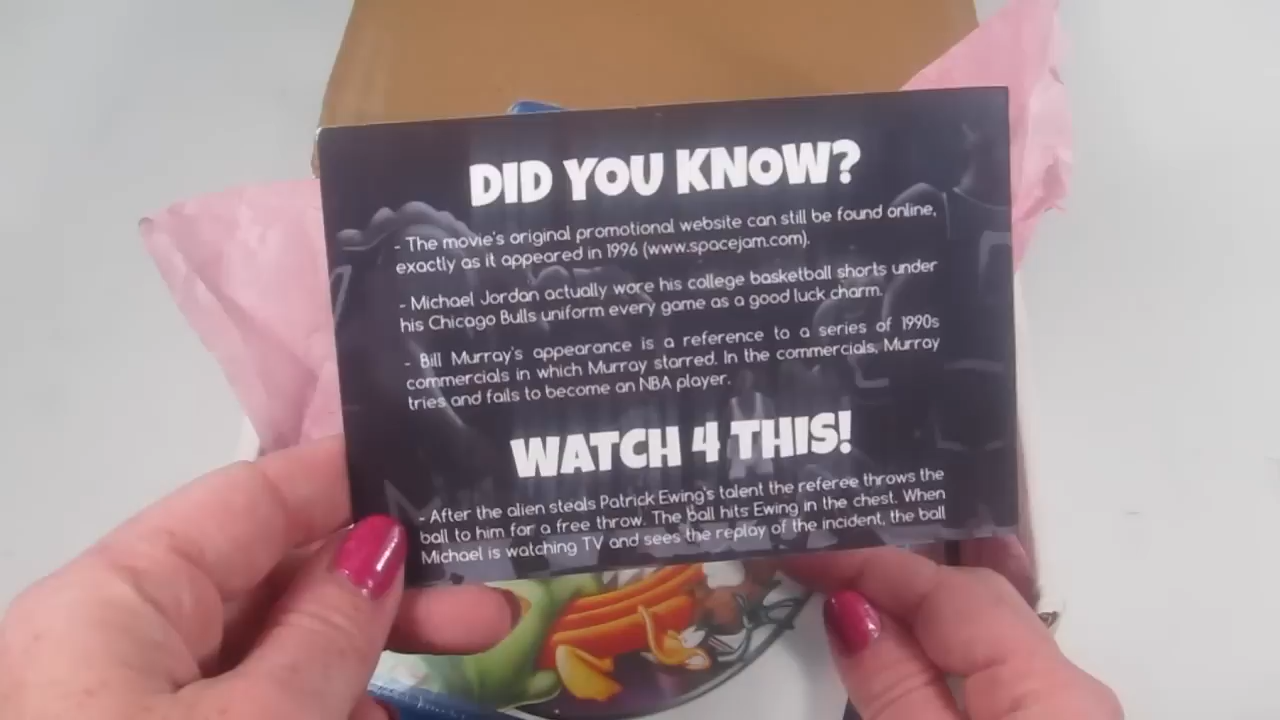 DID YOU KNOW?
- The movie's original promotional website can still be found online,
exactly as it appeared in 1996 (www.spacejam.com).
- Michael Jordan actually wore his college basketball shorts under
his Chicago Bulls uniform every game as a good luck charm.
- Bill Murray's appearance is a reference to a series of 1990s
commercials in which Murray starred. In the commercials, Murray
tries and fails to become an NBA player.
WATCH 4 THIS!
- After the alien steals Patrick Ewing's talent the referee throws the
ball to him for a free throw. The ball hits Ewing in the chest. When
Michael is watching TV and sees the replay of the incident, the ball